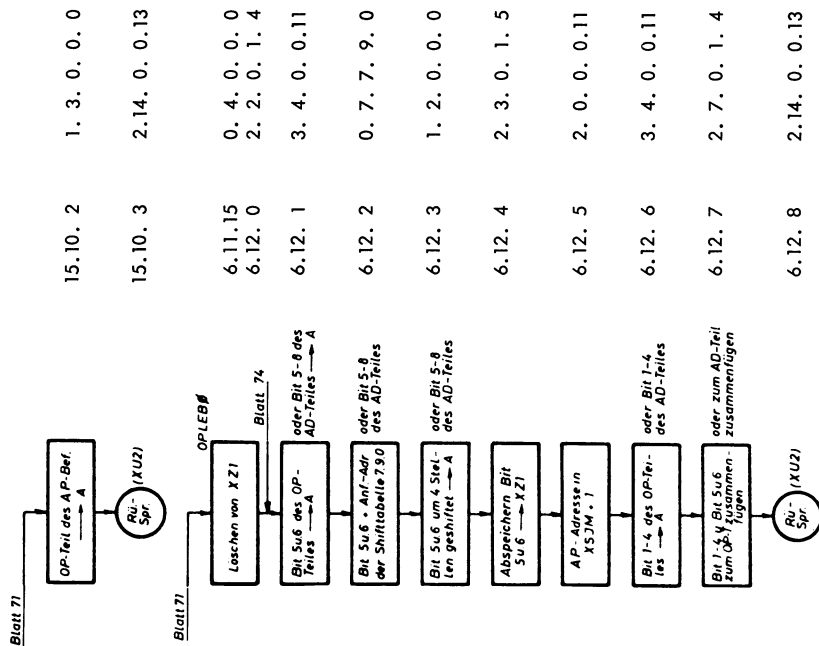 Blatt 71
OP-Teil des AP-Bef.
→ A
15.10. 2
1. 3. 0. 0. 0
Rü.-
Spr.
(XU2)
15.10. 3
2.14. 0. 0.13
Blatt 71
OPLEBØ
Löschen von XZ1
6.11.15
0. 4. 0. 0. 0
6.12. 0
2. 2. 0. 1. 4
Blatt 74
Bit 5u6 des OP-
Teiles → A
oder Bit 5-8 des
AD-Teiles → A
6.12. 1
3. 4. 0. 0.11
Bit 5u6 + Anf.-Adr
der Shifttabelle 7.9.0
oder Bit 5-8
des AD-Teiles
6.12. 2
0. 7. 7. 9. 0
Bit 5u6 um 4 Stel-
len geshiftet → A
oder Bit 5-8
des AD-Teiles
6.12. 3
1. 2. 0. 0. 0
Abspeichern Bit
5u6 → XZ1
6.12. 4
2. 3. 0. 1. 5
AP-Adresse in
XSJM + 1
6.12. 5
2. 0. 0. 0.11
Bit 1-4 des OP-Tei-
les → A
oder Bit 1-4
des AD-Teiles
6.12. 6
3. 4. 0. 0.11
Bit 1-4 u Bit 5u6
zum OP-T zusammen-
fügen
oder zum AD-Teil
zusammenfügen
6.12. 7
2. 7. 0. 1. 4
Rü.-
Spr.
(XU2)
6.12. 8
2.14. 0. 0.13